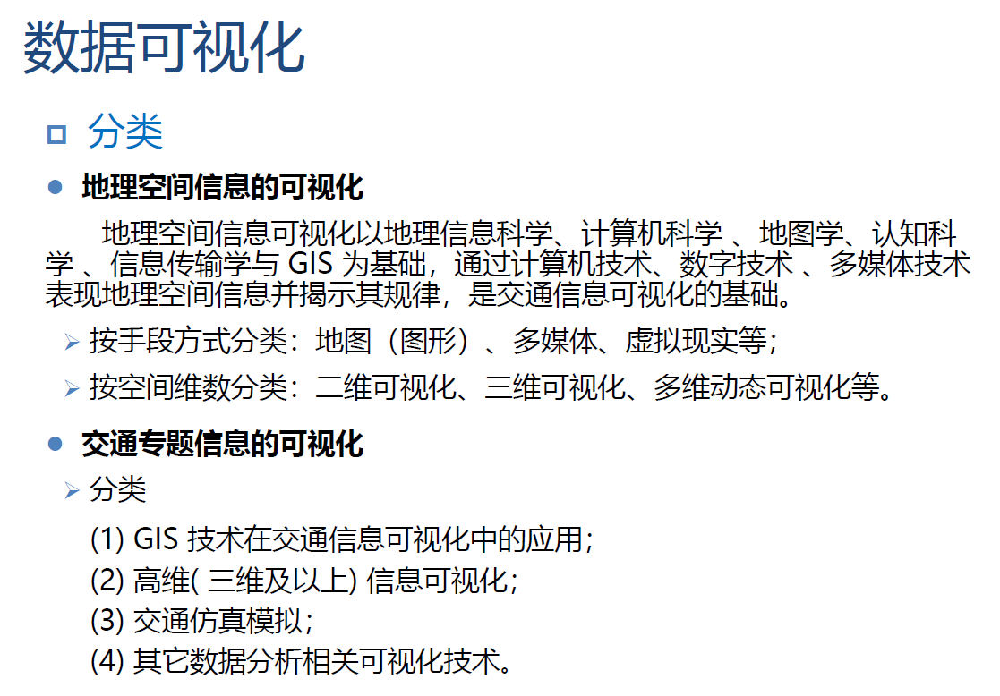 数据可视化
分类
地理空间信息的可视化
地理空间信息可视化以地理信息科学、计算机科学 、地图学、认知科
学 、信息传输学与 GIS 为基础，通过计算机技术、数字技术 、多媒体技术
表现地理空间信息并揭示其规律，是交通信息可视化的基础。
按手段方式分类：地图（图形）、多媒体、虚拟现实等；
按空间维数分类：二维可视化、三维可视化、多维动态可视化等。
交通专题信息的可视化
分类
(1) GIS 技术在交通信息可视化中的应用；
(2) 高维( 三维及以上) 信息可视化；
(3) 交通仿真模拟；
(4) 其它数据分析相关可视化技术。